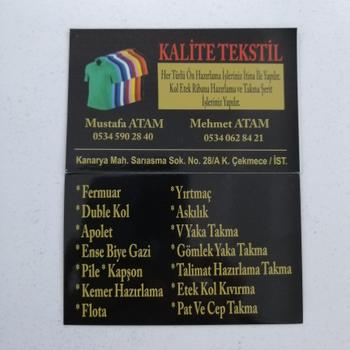 KALİTE TEKSTİL
Her Türlü Ön Hazırlama İşleriniz İtina İle Yapılır.
Kol Etek Ribana Hazırlama ve Takma Şerit
İşleriniz Yapılır.
Mustafa ATAM
0534 590 28 40
Mehmet ATAM
0534 062 84 21
Kanarya Mah. Sarıasma Sok. No. 28/A K. Çekmece / İST.
* Fermuar
* Duble Kol
* Apolet
* Ense Biye Gazi
* Pile * Kapşon
* Kemer Hazırlama
* Flota
* Yırtmaç
* Askılık
* V Yaka Takma
* Gömlek Yaka Takma
* Talimat Hazırlama Takma
* Etek Kol Kıvırma
* Pat Ve Cep Takma